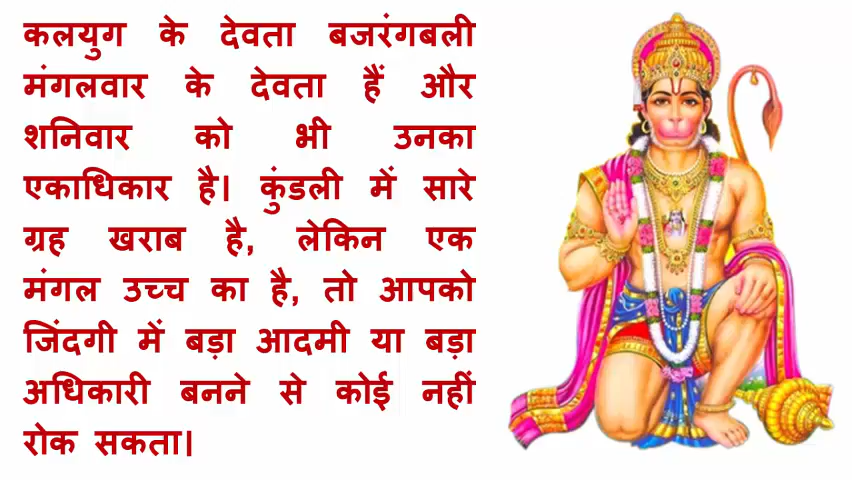 कलयुग के देवता बजरंगबली
मंगलवार के देवता हैं और
शनिवार को भी उनका
एकाधिकार है। कुंडली में सारे
ग्रह खराब है, लेकिन एक
मंगल उच्च का है, तो आपको
जिंदगी में बड़ा आदमी या बड़ा
अधिकारी बनने से कोई नहीं
रोक सकता।